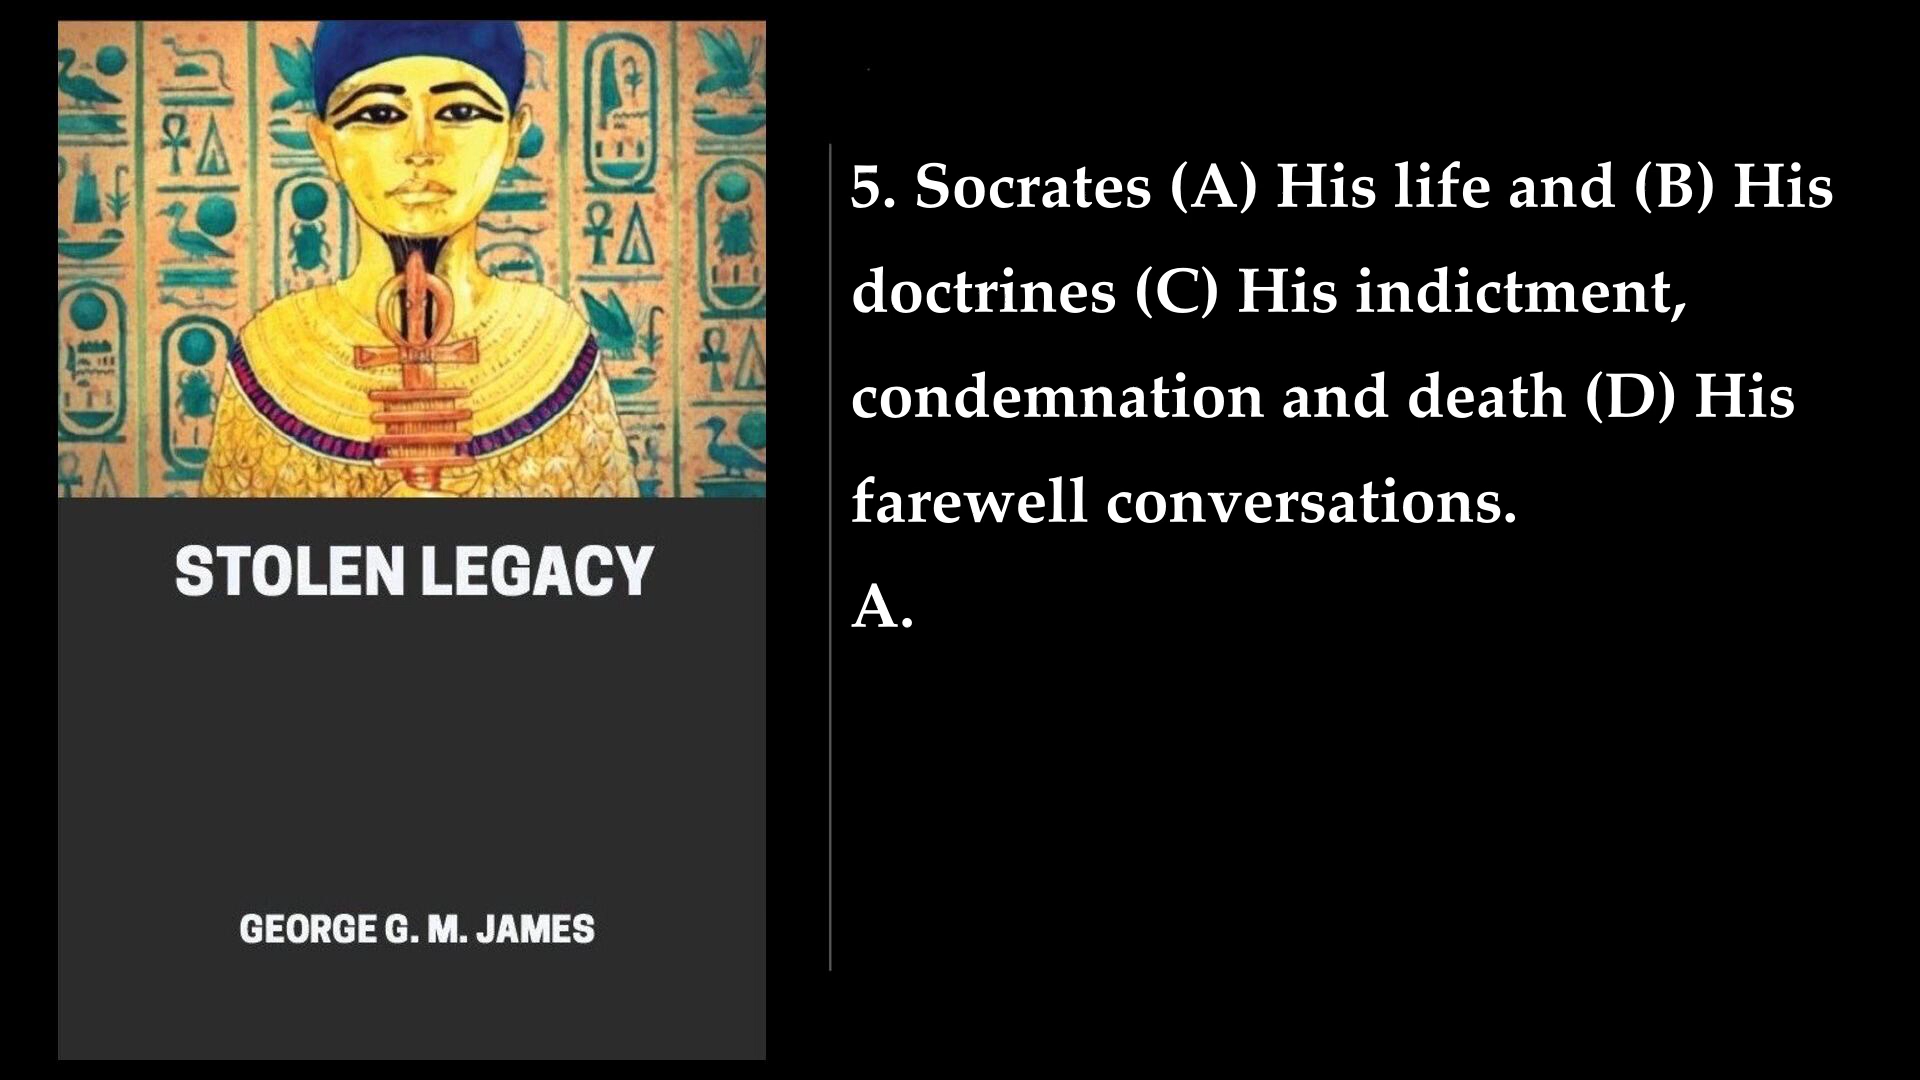 STOLEN LEGACY
GEORGE G. M. JAMES
5. Socrates (A) His life and (B) His
doctrines (C) His indictment,
condemnation and death (D) His
farewell conversations.
A.